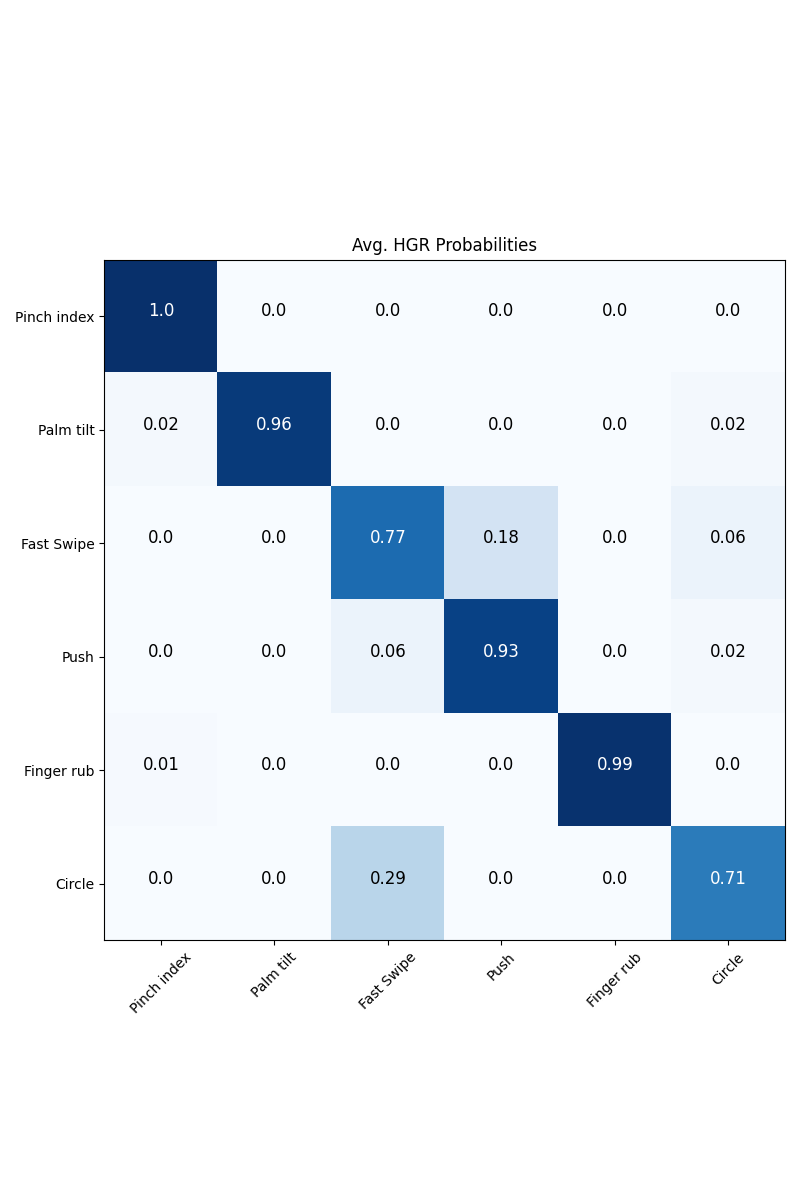 Avg. HGR Probabilities
Pinch index 1.0 0.0 0.0 0.0 0.0 0.0
Palm tilt 0.02 0.96 0.0 0.0 0.0 0.02
Fast Swipe 0.0 0.0 0.77 0.18 0.0 0.06
Push 0.0 0.0 0.06 0.93 0.0 0.02
Finger rub 0.01 0.0 0.0 0.0 0.99 0.0
Circle 0.0 0.0 0.29 0.0 0.0 0.71
Pinch index Palm tilt Fast Swipe Push Finger rub Circle